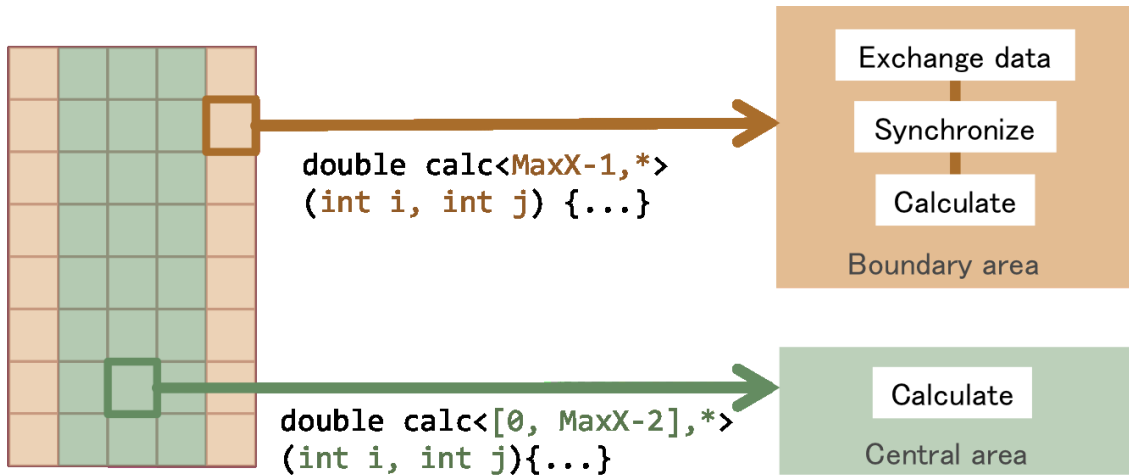 Exchange data
Synchronize
Calculate
Boundary area
double calc<MaxX-1,*>
(int i, int j) {...}
Calculate
Central area
double calc<[0, MaxX-2],*>
(int i, int j){...}